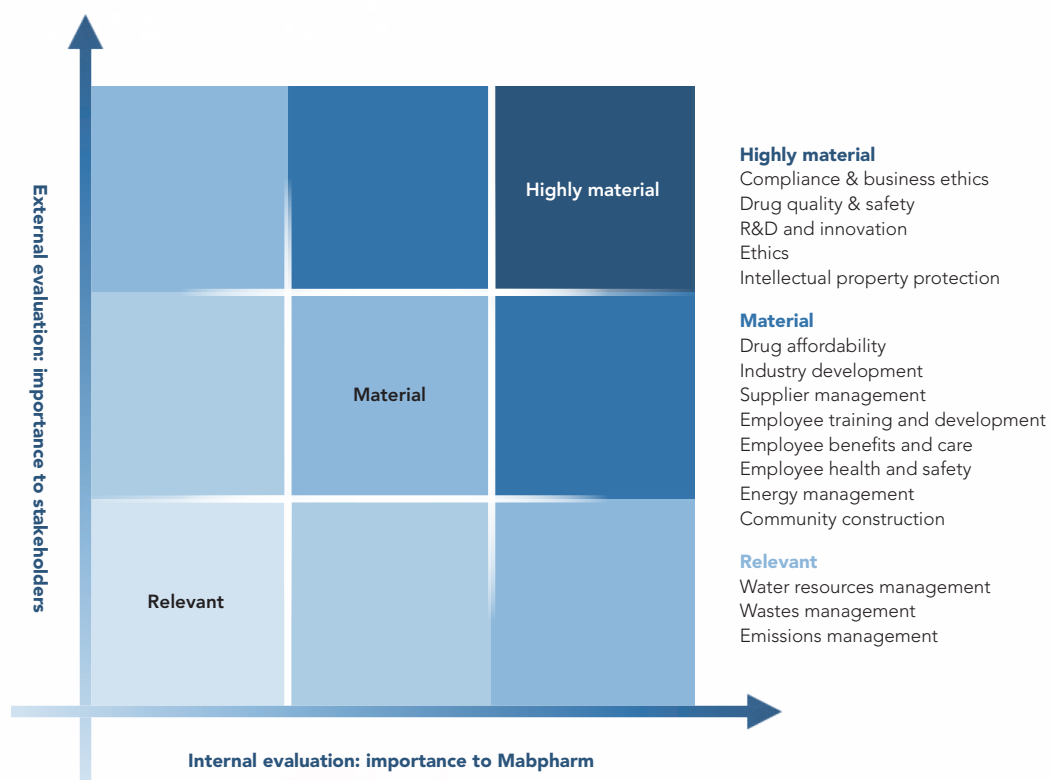 External evaluation: importance to stakeholders
Highly material
Material
Relevant
Internal evaluation: importance to Mabpharm
Highly material
Compliance & business ethics
Drug quality & safety
R&D and innovation
Ethics
Intellectual property protection
Material
Drug affordability
Industry development
Supplier management
Employee training and development
Employee benefits and care
Employee health and safety
Energy management
Community construction
Relevant
Water resources management
Wastes management
Emissions management